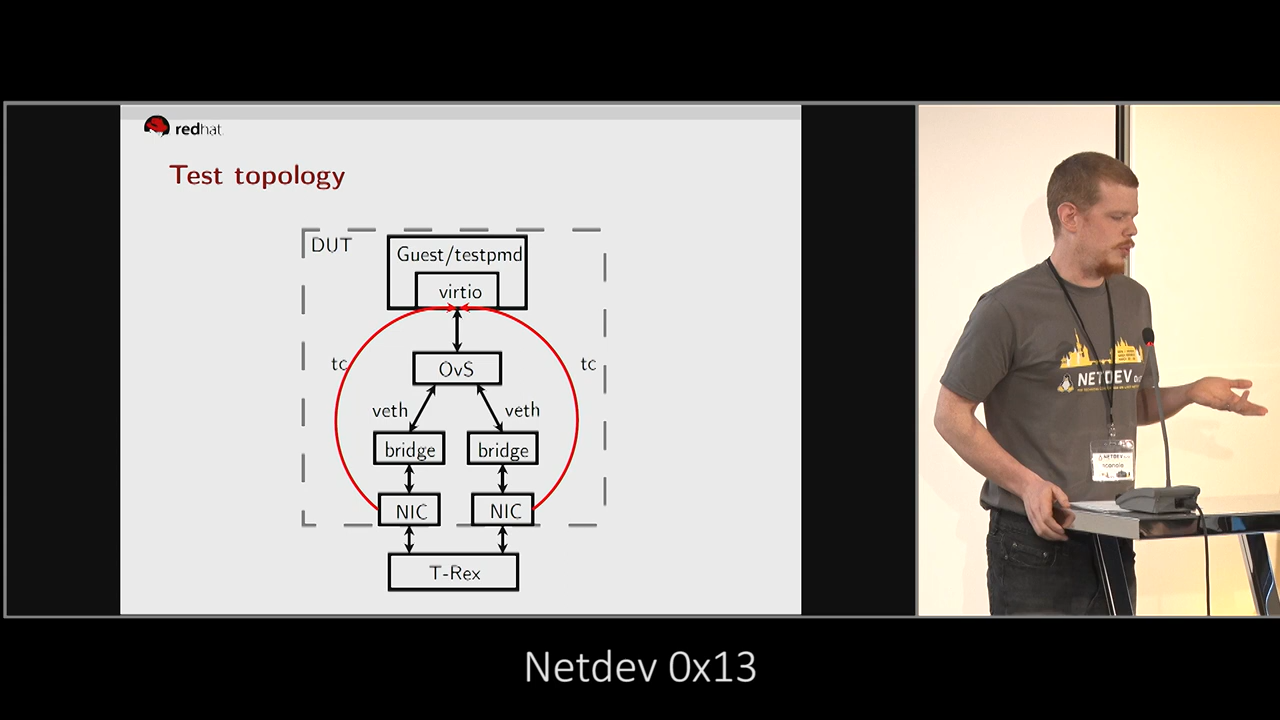 redhat.
Test topology
DUT
Guest/testpmd
virtio
tc
tc
OvS
veth
veth
bridge
bridge
NIC
NIC
T-Rex
NETDEV
NETDEV
Netdev 0x13